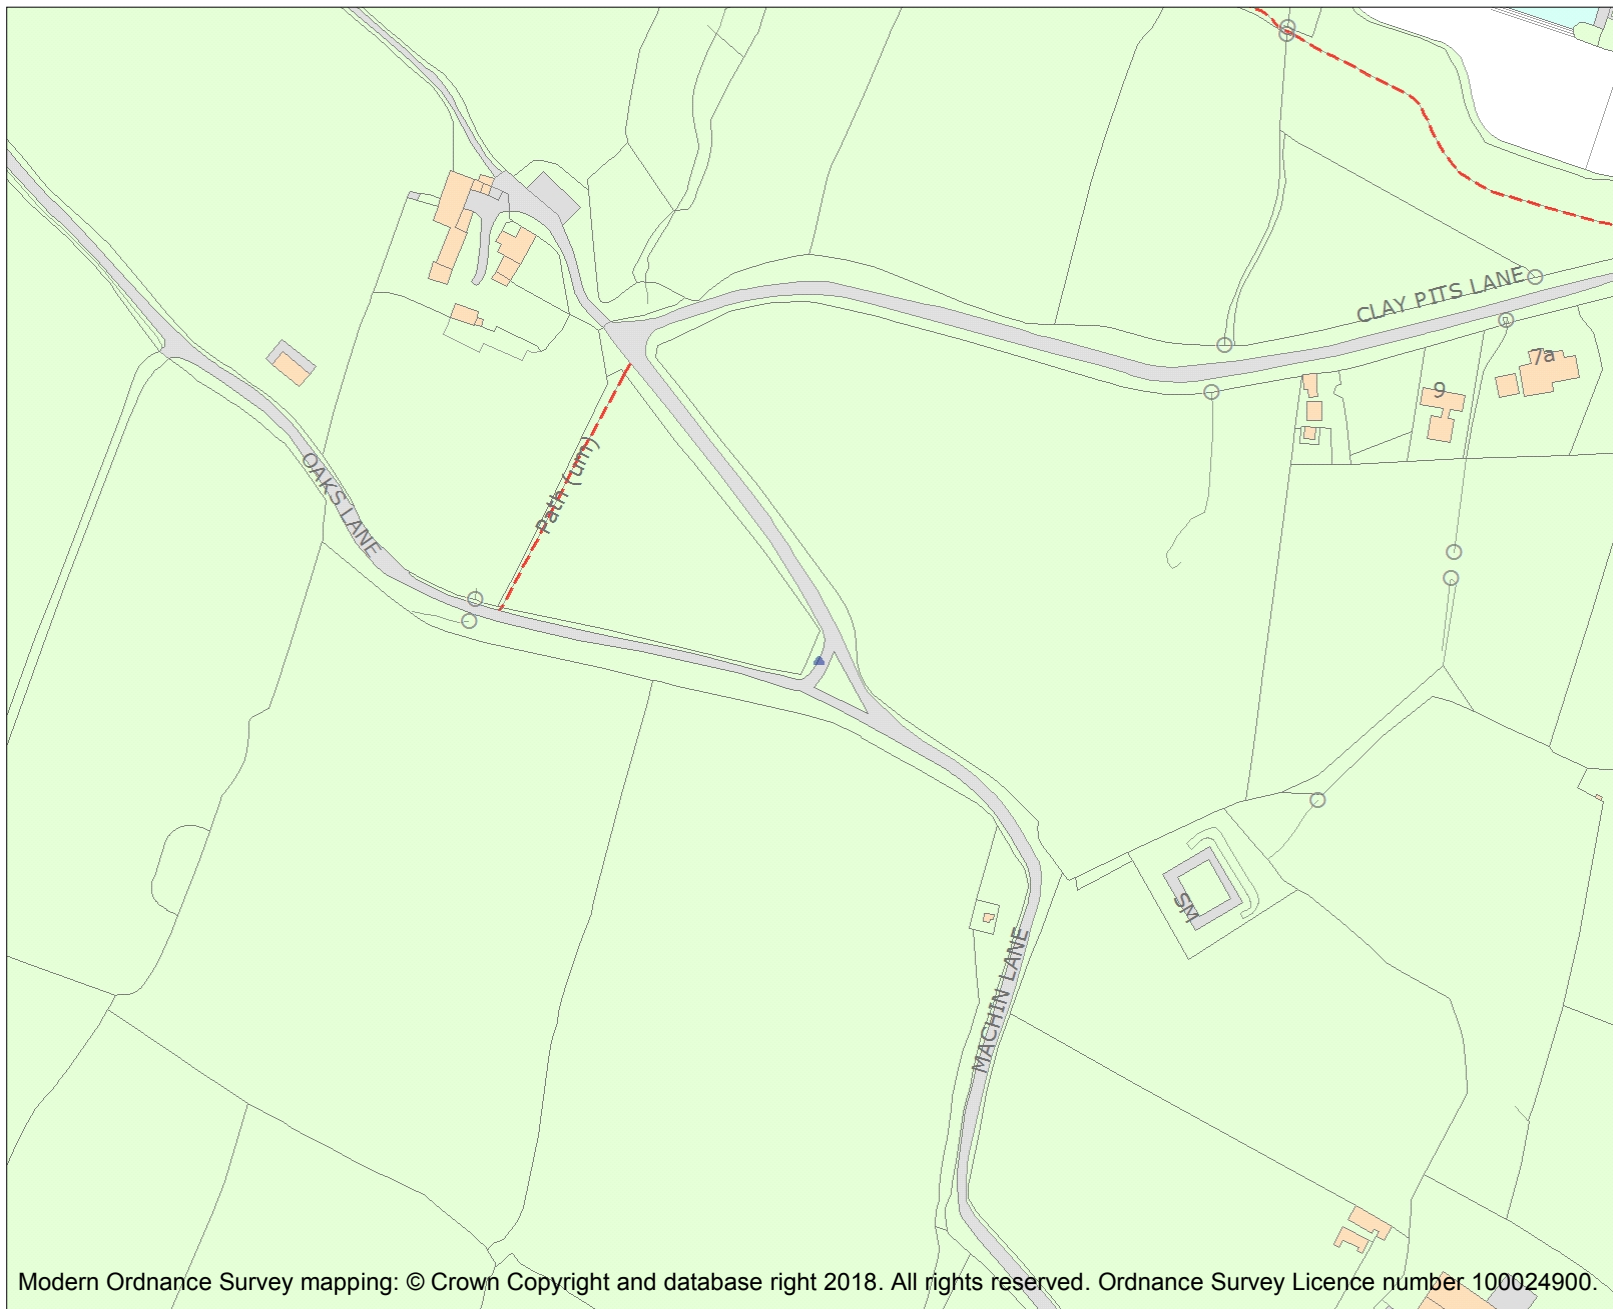 CLAY PITS LANE
7a
9
Path (um)
OAKS LANE
SM
MACHIN LANE
Modern Ordnance Survey mapping: © Crown Copyright and database right 2018. All rights reserved. Ordnance Survey Licence number 100024900.